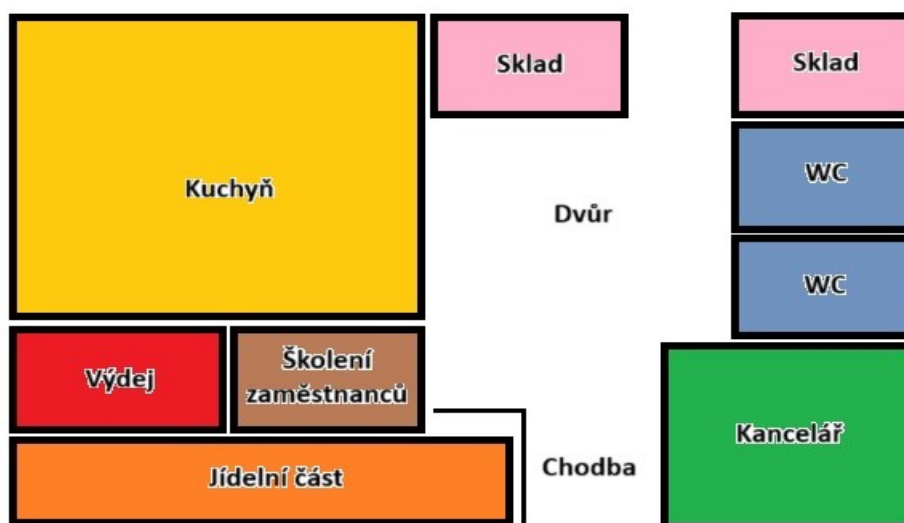 Sklad
Sklad
Kuchyň
WC
Dvůr
WC
Výdej
Školení
zaměstnanců
Kancelář
Jídelní část
Chodba